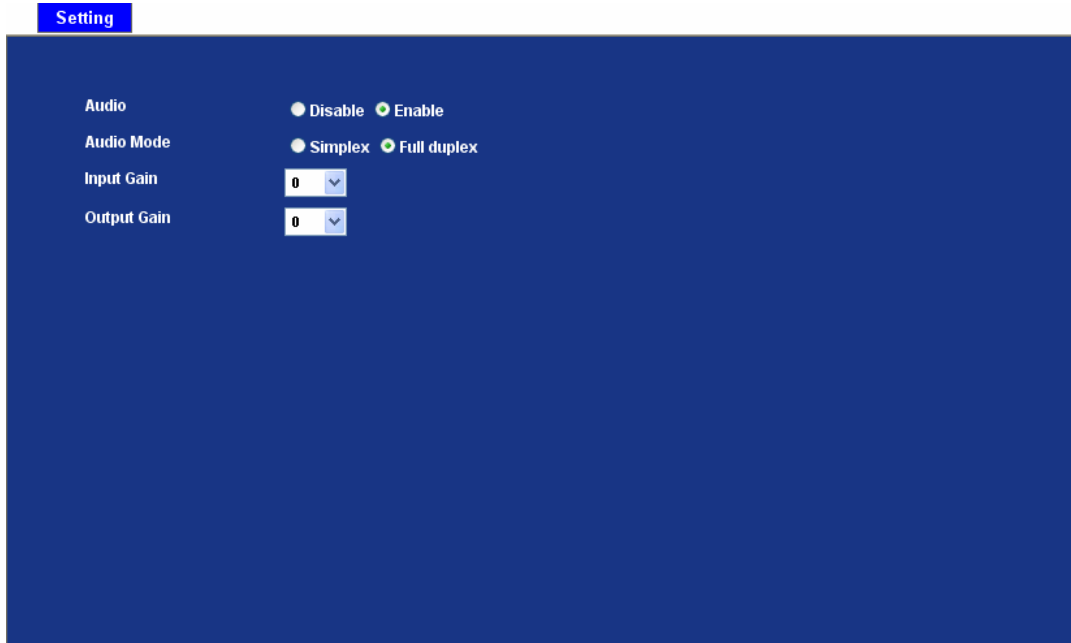 Setting
Audio Disable Enable
Audio Mode Simplex Full duplex
Input Gain 0
Output Gain 0